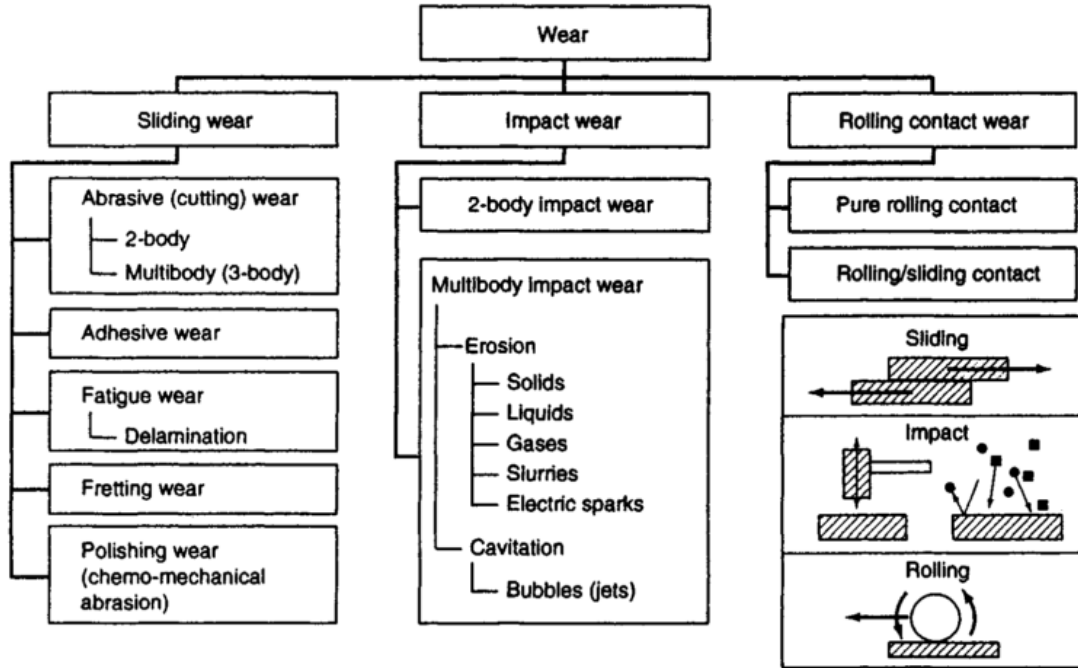 Wear
Sliding wear
Impact wear
Rolling contact wear
Abrasive (cutting) wear
2-body
Multibody (3-body)
Adhesive wear
Fatigue wear
Delamination
Fretting wear
Polishing wear
(chemo-mechanical
abrasion)
2-body impact wear
Multibody impact wear
Erosion
Solids
Liquids
Gases
Slurries
Electric sparks
Cavitation
Bubbles (jets)
Pure rolling contact
Rolling/sliding contact
Sliding
Impact
Rolling